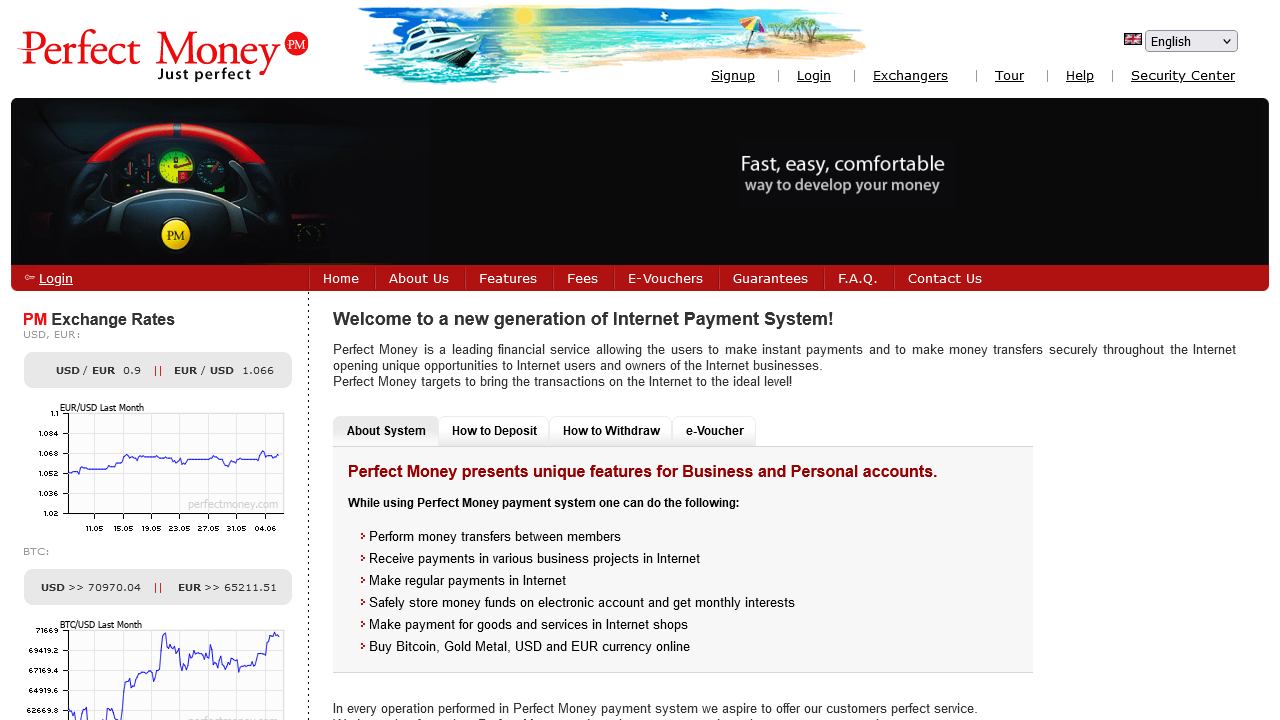 Perfect Money PM
Just perfect
English
Signup | Login | Exchangers | Tour | Help | Security Center
Fast, easy, comfortable
way to develop your money
PM
Login
Home
About Us
Features
Fees
E-Vouchers
Guarantees
F.A.Q.
Contact Us
PM Exchange Rates
USD, EUR:
USD / EUR 0.9 || EUR / USD 1.066
EUR/USD Last Month
1.1
1.084
1.068
1.052
1.036
1.02
perfectmoney.com
11.05 15.05 19.05 23.05 27.05 31.05 04.06
BTC:
USD >> 70970.04 || EUR >> 65211.51
BTC/USD Last Month
71669
69419.2
67169.4
64919.6
62669.8
Welcome to a new generation of Internet Payment System!
Perfect Money is a leading financial service allowing the users to make instant payments and to make money transfers securely throughout the Internet
opening unique opportunities to Internet users and owners of the Internet businesses.
Perfect Money targets to bring the transactions on the Internet to the ideal level!
About System
How to Deposit
How to Withdraw
e-Voucher
Perfect Money presents unique features for Business and Personal accounts.
While using Perfect Money payment system one can do the following:
Perform money transfers between members
Receive payments in various business projects in Internet
Make regular payments in Internet
Safely store money funds on electronic account and get monthly interests
Make payment for goods and services in Internet shops
Buy Bitcoin, Gold Metal, USD and EUR currency online
In every operation performed in Perfect Money payment system we aspire to offer our customers perfect service.